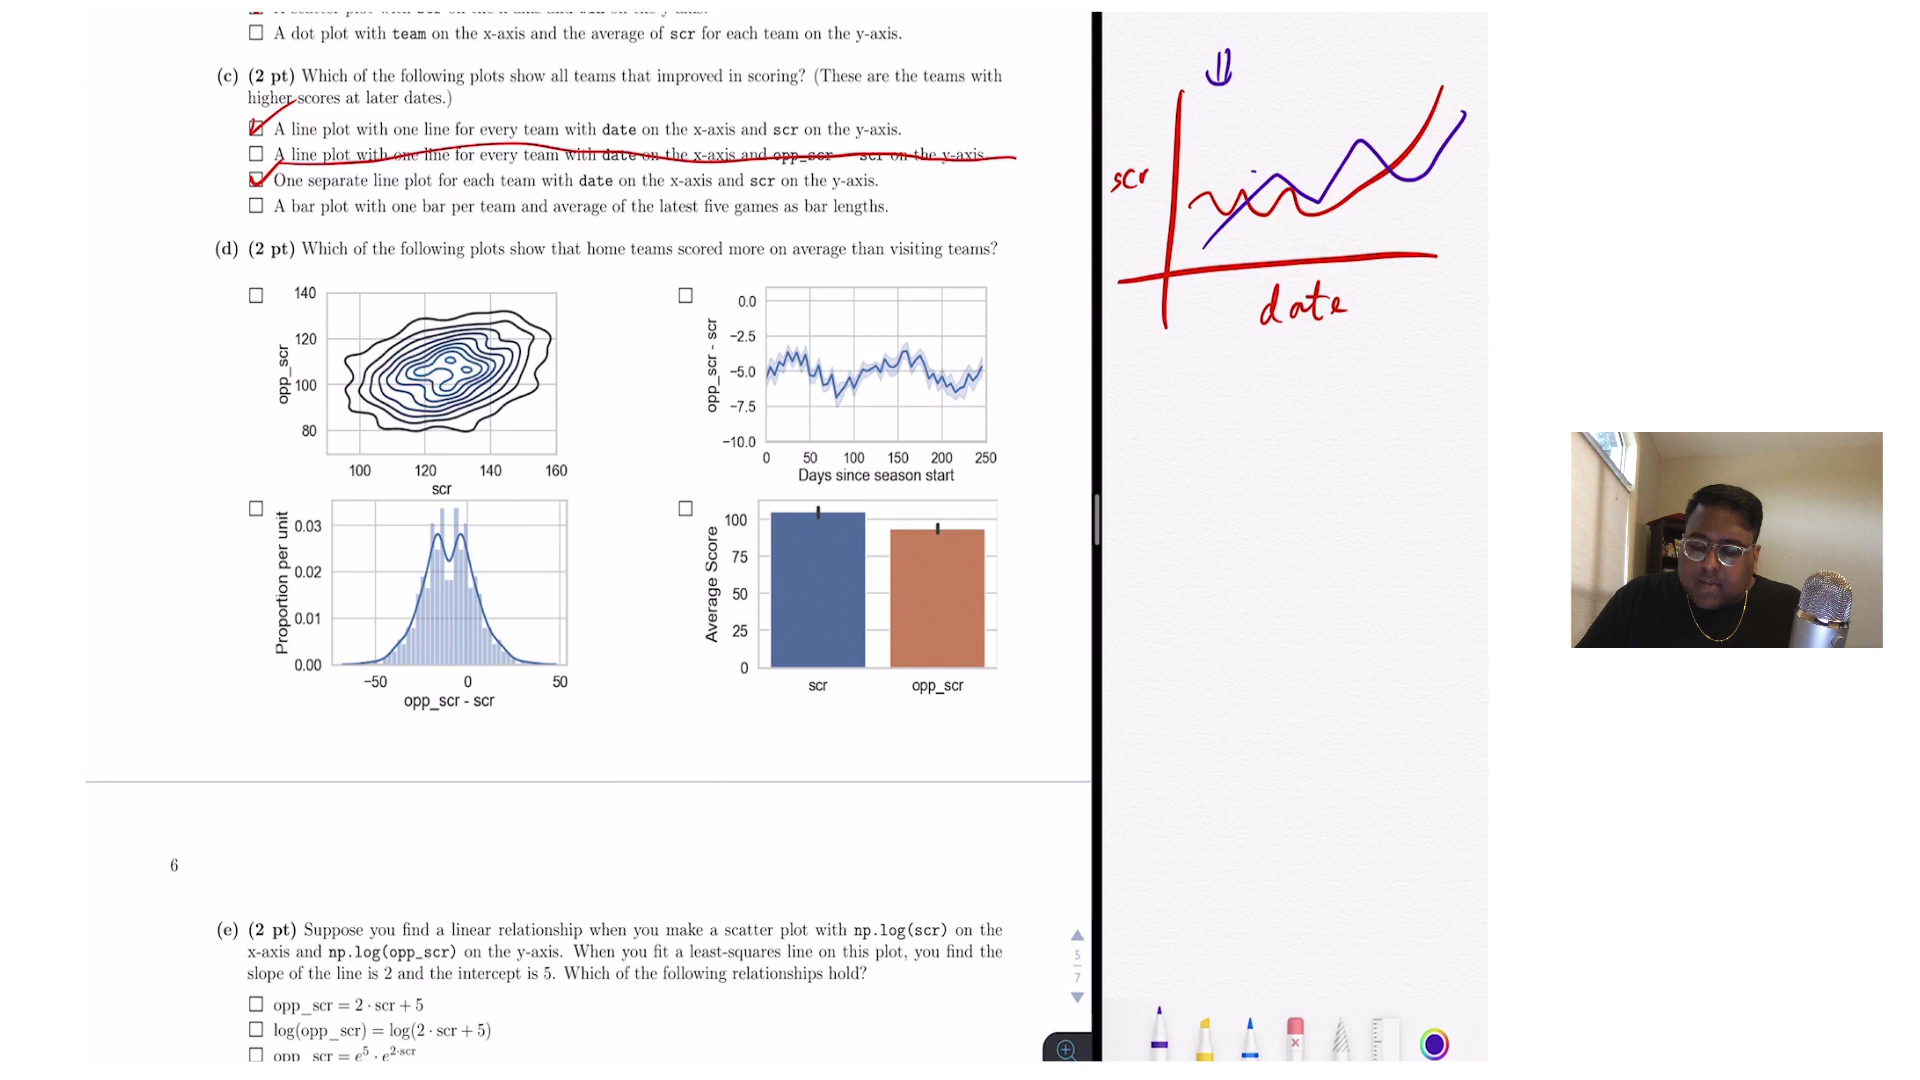 A dot plot with team on the x-axis and the average of scr for each team on the y-axis.
(c) (2 pt) Which of the following plots show all teams that improved in scoring? (These are the teams with
higher scores at later dates.)
A line plot with one line for every team with date on the x-axis and scr on the y-axis.
A line plot with one line for every team with date on the x-axis and opp_scr - scr on the y-axis
One separate line plot for each team with date on the x-axis and scr on the y-axis.
A bar plot with one bar per team and average of the latest five games as bar lengths.
(d) (2 pt) Which of the following plots show that home teams scored more on average than visiting teams?
140
120
100
80
opp_scr
100 120 140 160
scr
0.0
−2.5
−5.0
−7.5
−10.0
opp_scr - scr
0 50 100 150 200 250
Days since season start
0.03
0.02
0.01
0.00
Proportion per unit
−50 0 50
opp_scr - scr
100
75
50
25
0
Average Score
scr opp_scr
6
(e) (2 pt) Suppose you find a linear relationship when you make a scatter plot with np.log(scr) on the
x-axis and np.log(opp_scr) on the y-axis. When you fit a least-squares line on this plot, you find the
slope of the line is 2 and the intercept is 5. Which of the following relationships hold?
opp_scr = 2 · scr + 5
log(opp_scr) = log(2 · scr + 5)
opp_scr = e^5 · e^2·scr
5
7
scr
date